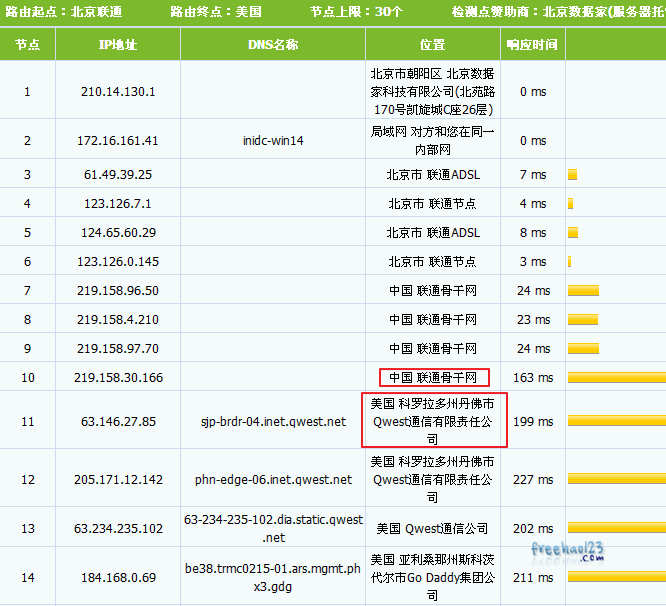 路由起点：北京联通 路由终点：美国 节点上限：30个 检测点赞助商：北京数据家(服务器托
节点 IP地址 DNS名称 位置 响应时间
北京市朝阳区 北京数据
1 210.14.130.1 家科技有限公司(北苑路 0 ms
170号凯旋城C座26层)
2 172.16.161.41 inidc-win14 局域网 对方和您在同一 0 ms
内部网
3 61.49.39.25 北京市 联通ADSL 7 ms
4 123.126.7.1 北京市 联通节点 4 ms
5 124.65.60.29 北京市 联通ADSL 8 ms
6 123.126.0.145 北京市 联通节点 3 ms
7 219.158.96.50 中国 联通骨干网 24 ms
8 219.158.4.210 中国 联通骨干网 23 ms
9 219.158.97.70 中国 联通骨干网 24 ms
10 219.158.30.166 中国 联通骨干网 163 ms
美国 科罗拉多州丹佛市
11 63.146.27.85 sjp-brdr-04.inet.qwest.net Qwest通信有限责任公 199 ms
司
美国 科罗拉多州丹佛市
12 205.171.12.142 phn-edge-06.inet.qwest.net Qwest通信有限责任公 227 ms
司
13 63.234.235.102 63-234-235-102.dia.static.qwest 美国 Qwest通信公司 202 ms
.net
freehao123
.com
美国 亚利桑那州斯科茨
14 184.168.0.69 be38.trmc0215-01.ars.mgmt.ph 代尔市Go Daddy集团公 211 ms
x3.gdg 司